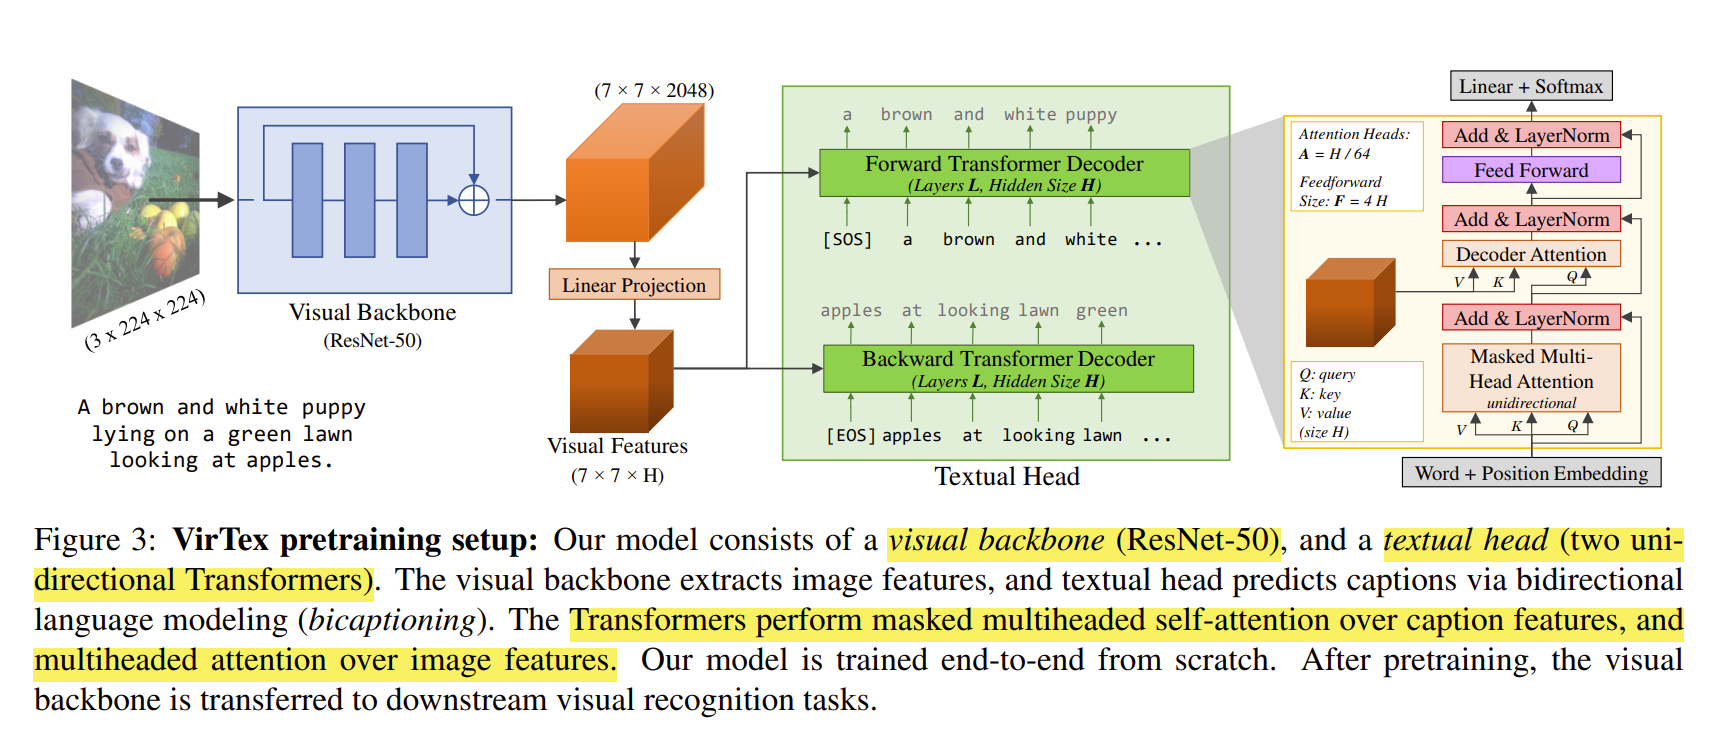 (3 x 224 x 224)
A brown and white puppy
lying on a green lawn
looking at apples.
Visual Backbone
(ResNet-50)
(7 × 7 × 2048)
Linear Projection
Visual Features
(7 × 7 × H)
a brown and white puppy
Forward Transformer Decoder
(Layers L, Hidden Size H)
[SOS] a brown and white ...
apples at looking lawn green
Backward Transformer Decoder
(Layers L, Hidden Size H)
[EOS] apples at looking lawn ...
Textual Head
Attention Heads:
A = H / 64
Feedforward
Size: F = 4 H
Q: query
K: key
V: value
(size H)
Linear + Softmax
Add & LayerNorm
Feed Forward
Add & LayerNorm
Decoder Attention
V K Q
Add & LayerNorm
Masked Multi-
Head Attention
unidirectional
V K Q
Word + Position Embedding
Figure 3: VirTex pretraining setup: Our model consists of a visual backbone (ResNet-50), and a textual head (two uni-
directional Transformers). The visual backbone extracts image features, and textual head predicts captions via bidirectional
language modeling (bicaptioning). The Transformers perform masked multiheaded self-attention over caption features, and
multiheaded attention over image features. Our model is trained end-to-end from scratch. After pretraining, the visual
backbone is transferred to downstream visual recognition tasks.